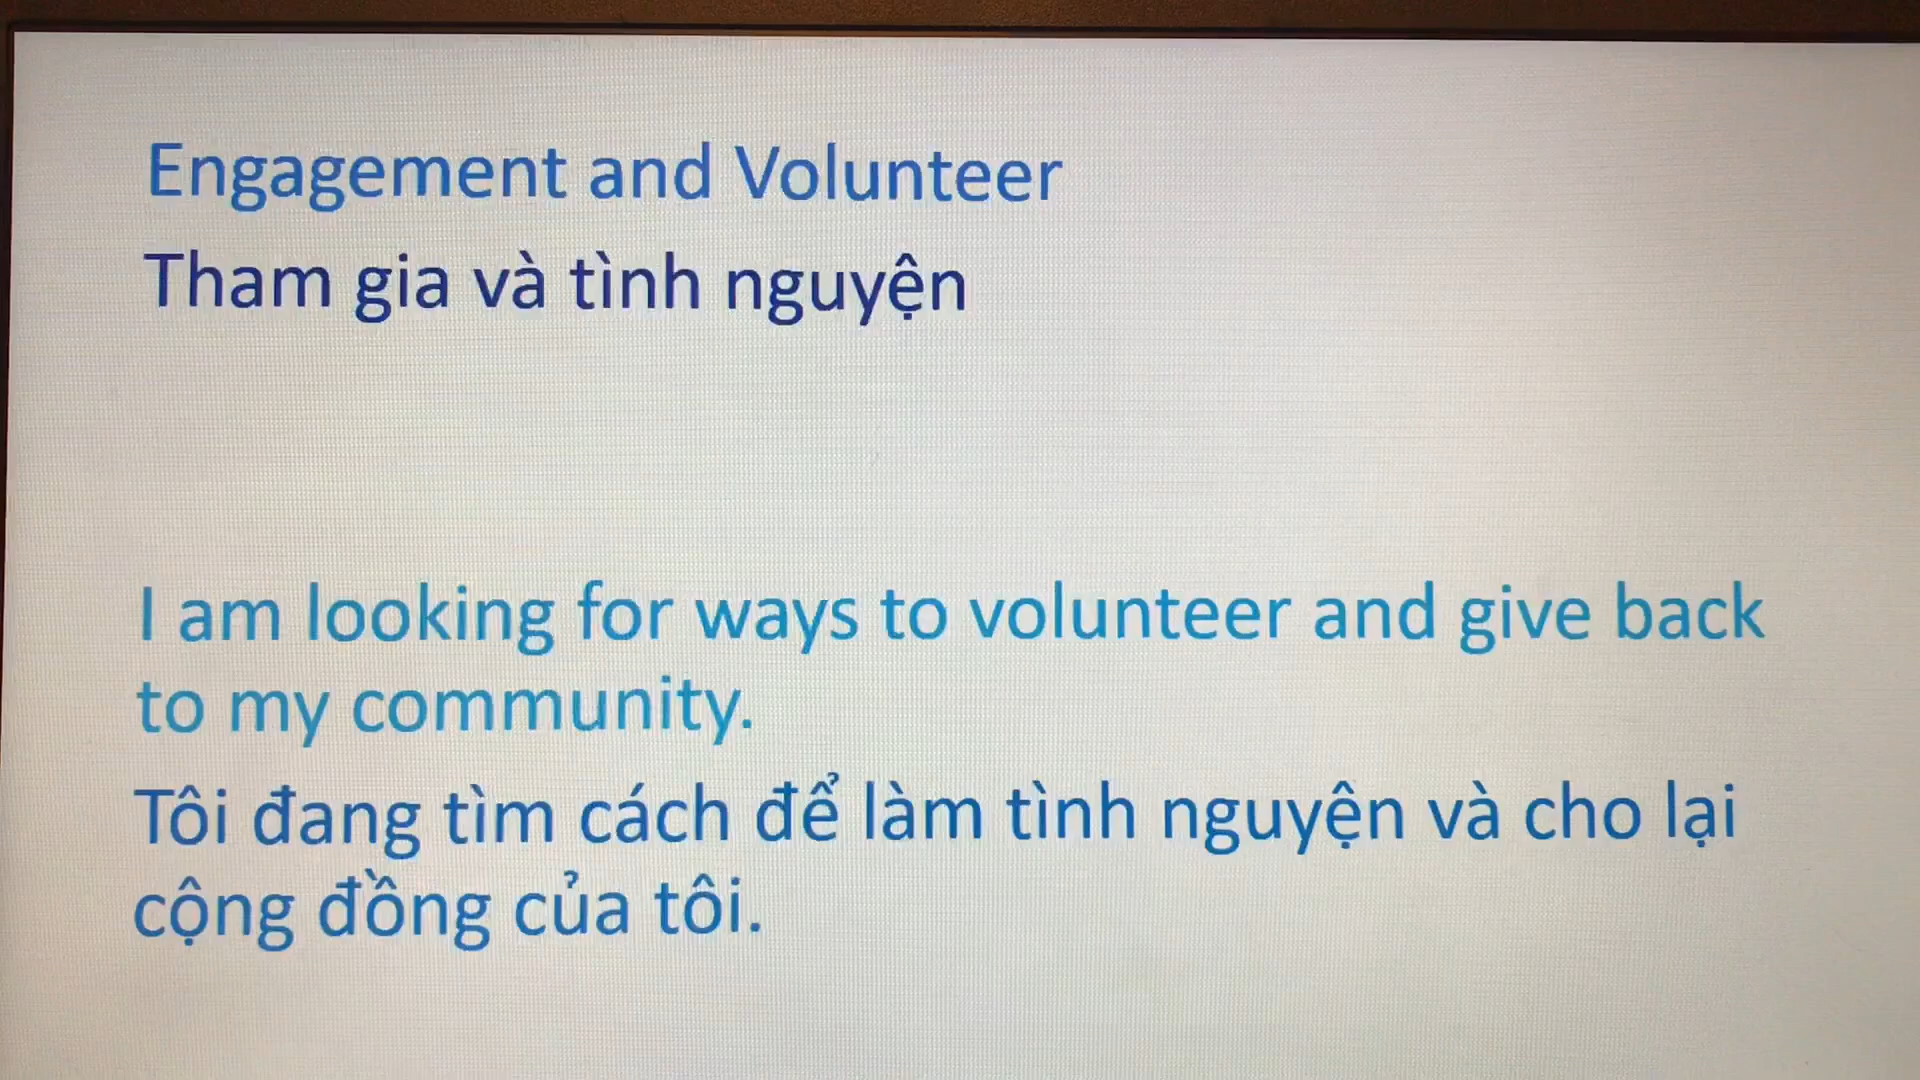 Engagement and Volunteer
Tham gia và tình nguyện
I am looking for ways to volunteer and give back
to my community.
Tôi đang tìm cách để làm tình nguyện và cho lại
cộng đồng của tôi.